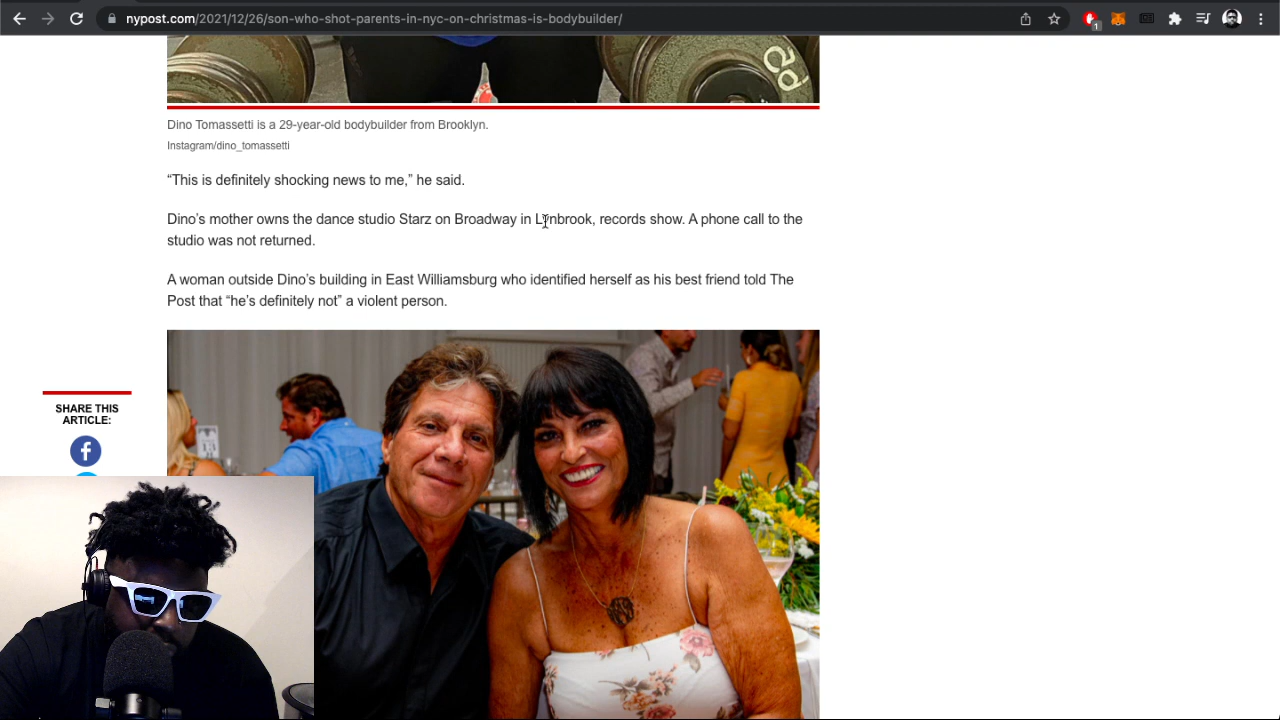 nypost.com/2021/12/26/son-who-shot-parents-in-nyc-on-christmas-is-bodybuilder/
1
Dino Tomassetti is a 29-year-old bodybuilder from Brooklyn.
Instagram/dino_tomassetti
“This is definitely shocking news to me,” he said.
Dino’s mother owns the dance studio Starz on Broadway in Lynbrook, records show. A phone call to the
studio was not returned.
A woman outside Dino’s building in East Williamsburg who identified herself as his best friend told The
Post that “he’s definitely not” a violent person.
SHARE THIS
ARTICLE: